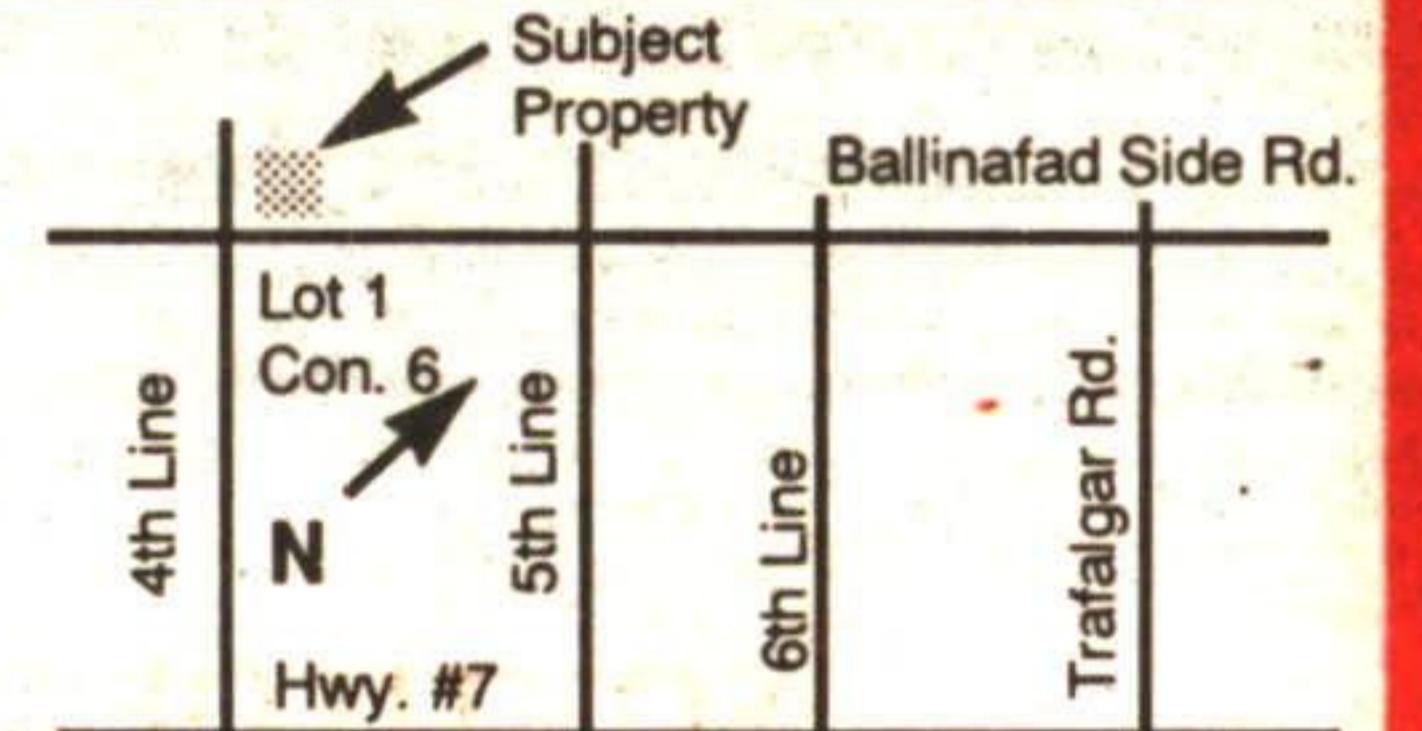 Subject
Property
Ballinafad Side Rd.
Lot 1
Con. 6
4th Line
5th Line
N
6th Line
Trafalgar Rd.
Hwy. #7